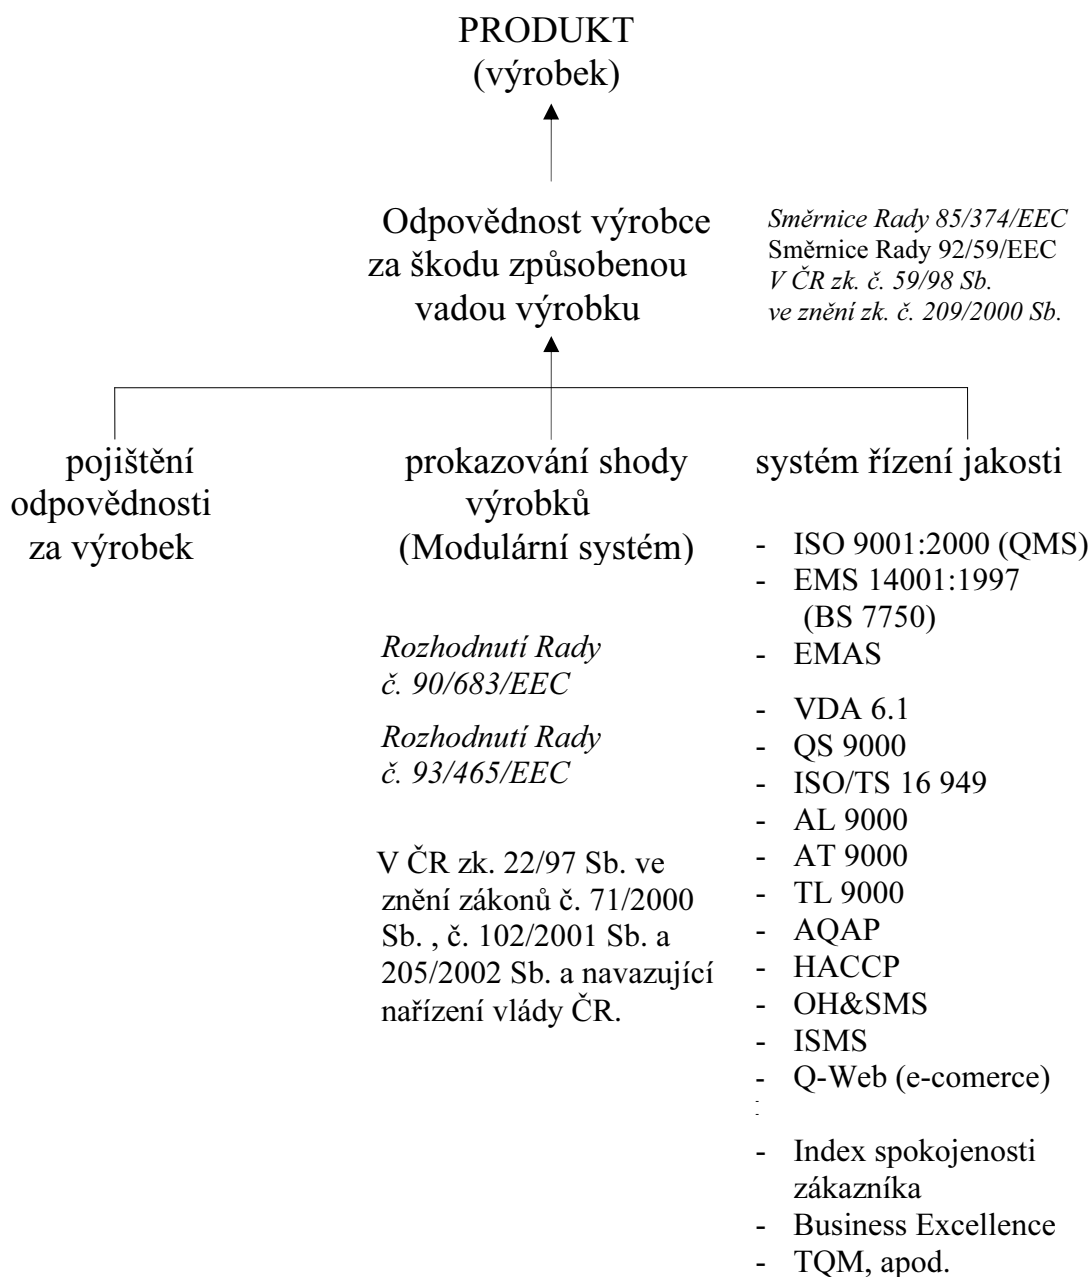 PRODUKT
(výrobek)
Odpovědnost výrobce
za škodu způsobenou
vadou výrobku
Směrnice Rady 85/374/EEC
Směrnice Rady 92/59/EEC
V ČR zk. č. 59/98 Sb.
ve znění zk. č. 209/2000 Sb.
pojištění
odpovědnosti
za výrobek
prokazování shody
výrobků
(Modulární systém)
Rozhodnutí Rady
č. 90/683/EEC
Rozhodnutí Rady
č. 93/465/EEC
V ČR zk. 22/97 Sb. ve
znění zákonů č. 71/2000
Sb. , č. 102/2001 Sb. a
205/2002 Sb. a navazující
nařízení vlády ČR.
systém řízení jakosti
- ISO 9001:2000 (QMS)
- EMS 14001:1997
(BS 7750)
- EMAS
- VDA 6.1
- QS 9000
- ISO/TS 16 949
- AL 9000
- AT 9000
- TL 9000
- AQAP
- HACCP
- OH&SMS
- ISMS
- Q-Web (e-comerce)
:
- Index spokojenosti
zákazníka
- Business Excellence
- TQM, apod.